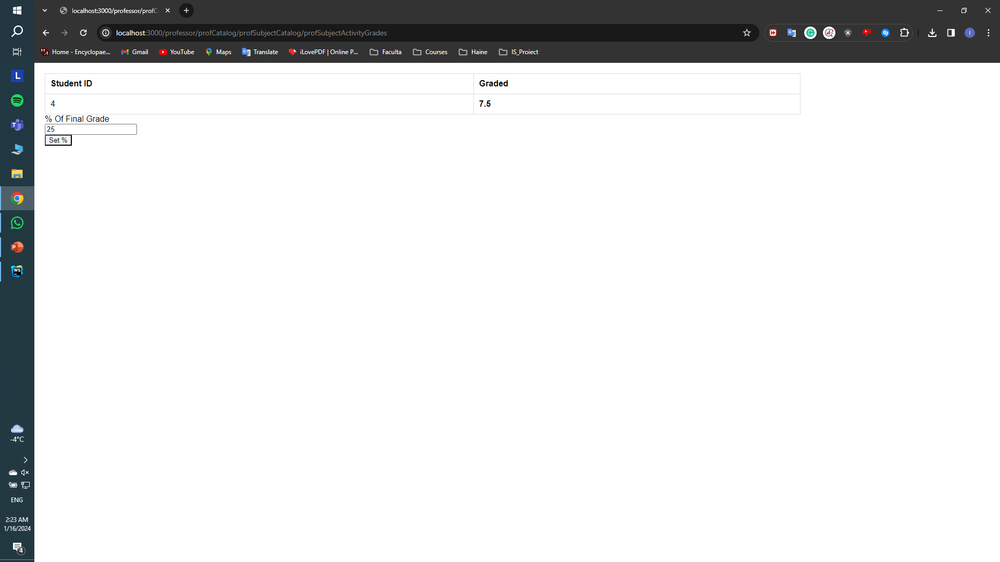 localhost:3000/professor/profC
localhost:3000/professor/profCatalog/profSubjectCatalog/profSubjectActivityGrades
Home - Encyclopae...
Gmail
YouTube
Maps
Translate
iLovePDF | Online P...
Faculta
Courses
Haine
IS_Proiect
Student ID
Graded
4
7.5
% Of Final Grade
25
Set %
L
T
P
WS
-4°C
ENG
2:23 AM
1/16/2024
4
I